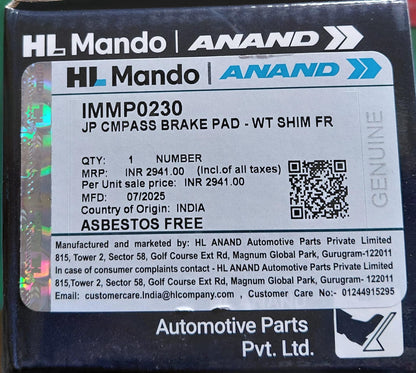 HL Mando | ANAND
HL Mando | ANAND
IMMP0230
JP CMPASS BRAKE PAD - WT SHIM FR
QTY: 1 NUMBER
MRP: INR 2941.00 (Incl.of all taxes)
Per Unit sale price: INR 2941.00
MFD: 07/2025
Country of Origin: INDIA
ASBESTOS FREE
GENUINE
Manufactured and marketed by: HL ANAND Automotive Parts Private Limited
815,Tower 2, Sector 58, Golf Course Ext Rd, Magnum Global Park, Gurugram-122011
In case of consumer complaints contact - HL ANAND Automotive Parts Private Limited
815, Tower 2, Sector 58, Golf Course Ext Rd, Magnum Global Park, Gurugram-122011
Email: customercare.India@hlcompany.com , Customer Care No.: 01244915295
Automotive Parts
Pvt. Ltd.